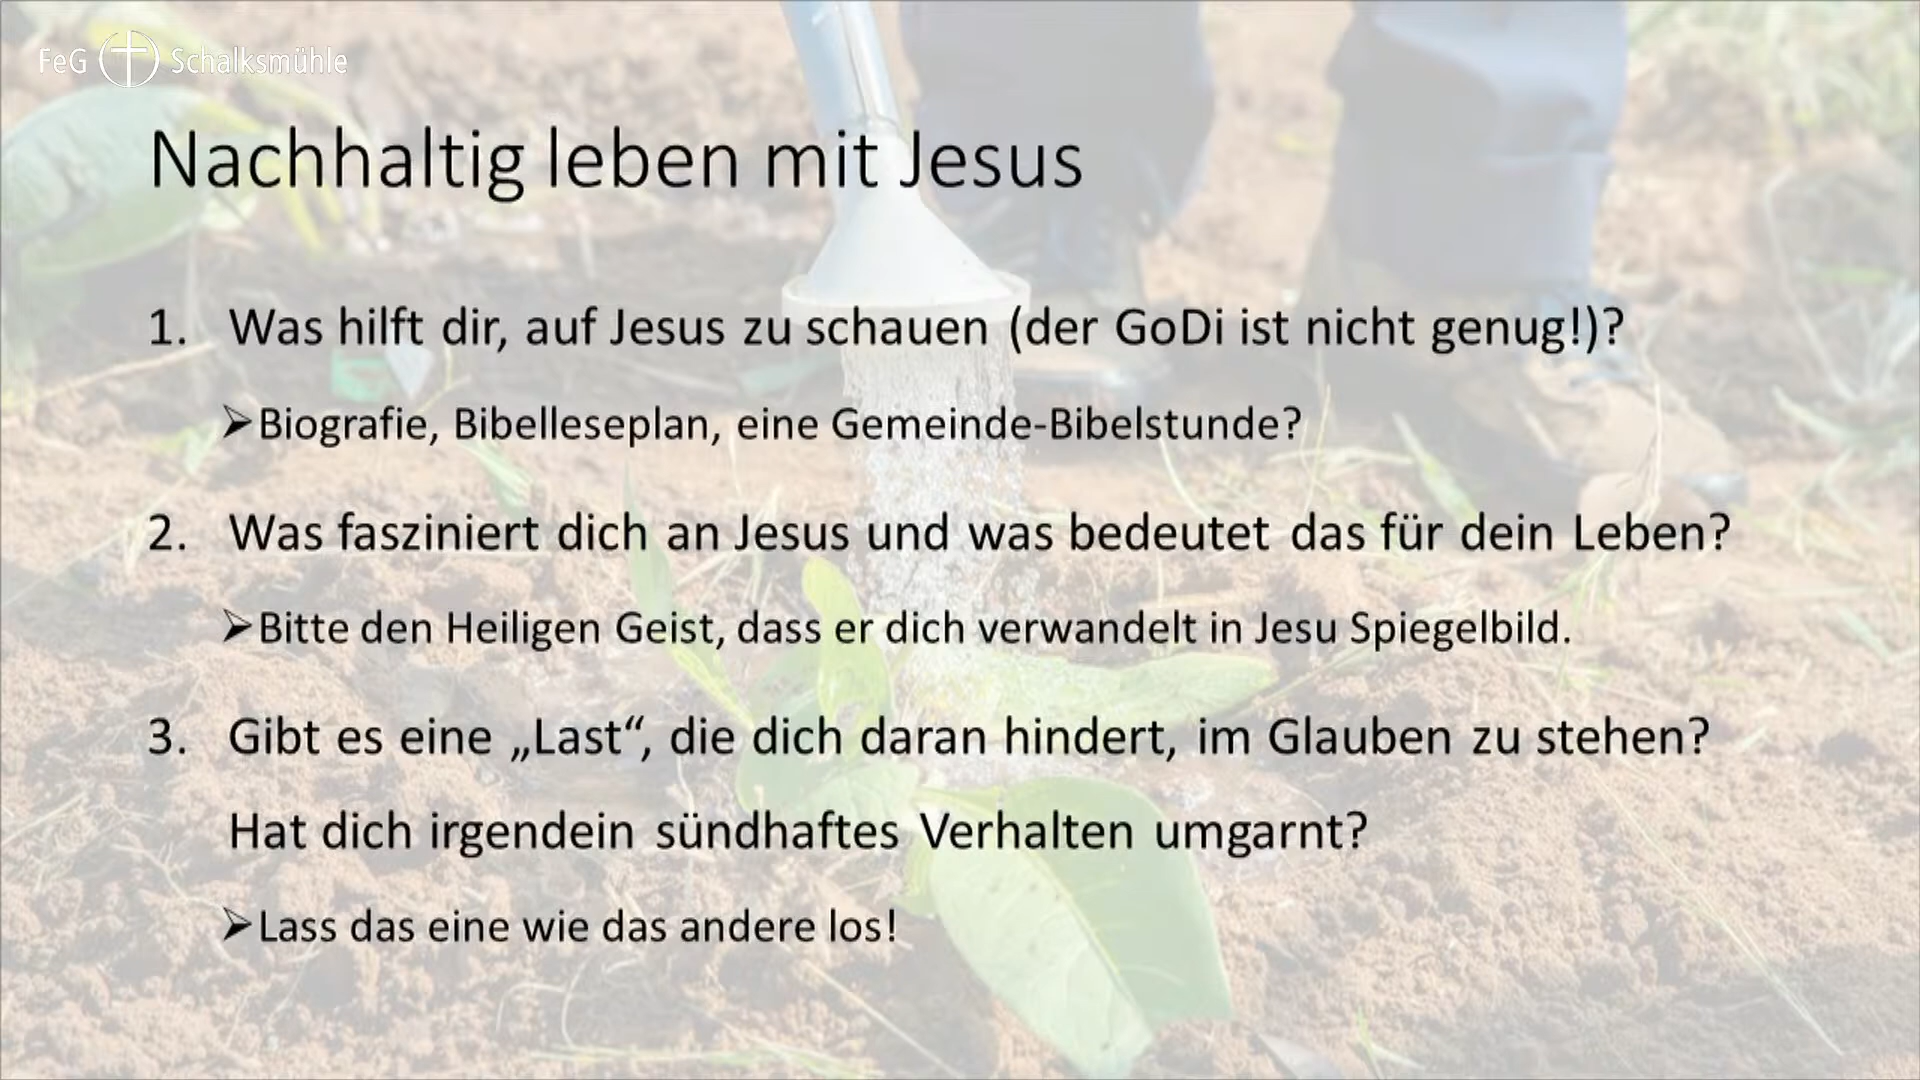 FeG Schalksmühle
Nachhaltig leben mit Jesus
1. Was hilft dir, auf Jesus zu schauen (der GoDi ist nicht genug!)?
➢Biografie, Bibelleseplan, eine Gemeinde-Bibelstunde?
2. Was fasziniert dich an Jesus und was bedeutet das für dein Leben?
➢Bitte den Heiligen Geist, dass er dich verwandelt in Jesu Spiegelbild.
3. Gibt es eine „Last“, die dich daran hindert, im Glauben zu stehen?
Hat dich irgendein sündhaftes Verhalten umgarnt?
➢Lass das eine wie das andere los!